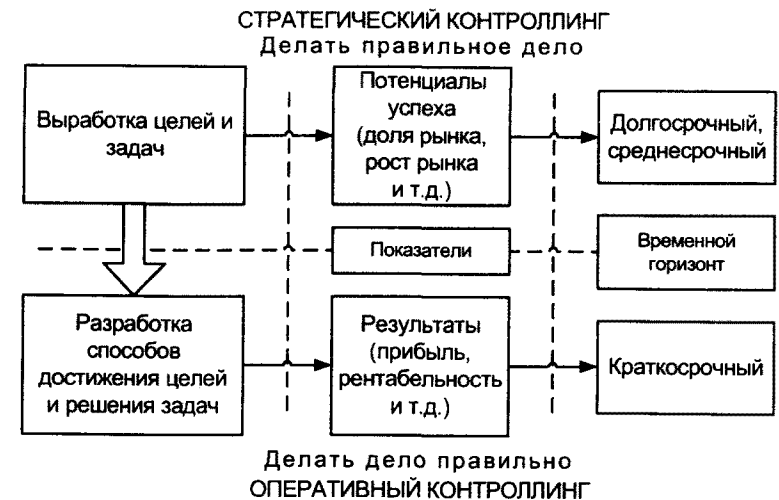 СТРАТЕГИЧЕСКИЙ КОНТРОЛЛИНГ
Делать правильное дело
Выработка целей и
задач
Потенциалы
успеха
(доля рынка,
рост рынка
и т.д.)
Долгосрочный,
среднесрочный
Показатели
Временной
горизонт
Разработка
способов
достижения целей
и решения задач
Результаты
(прибыль,
рентабельность
и т.д.)
Краткосрочный
Делать дело правильно
ОПЕРАТИВНЫЙ КОНТРОЛЛИНГ